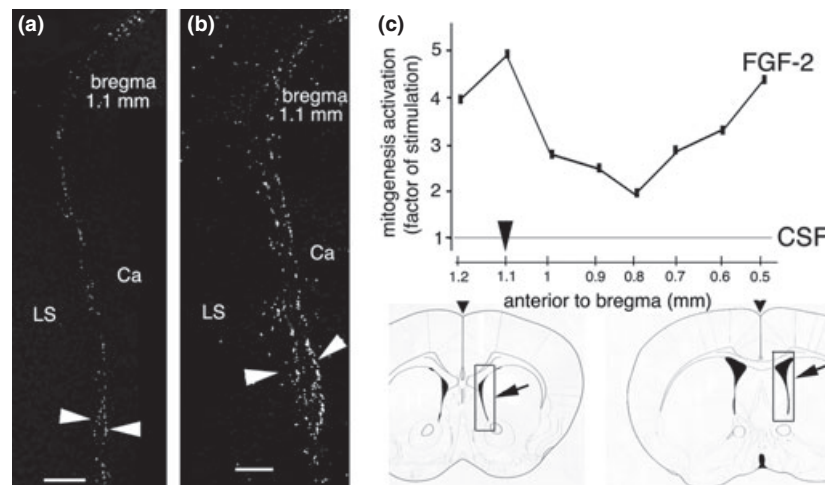 (a)
bregma
1.1 mm
Ca
LS
(b)
bregma
1.1 mm
Ca
LS
(c)
mitogenesis activation
(factor of stimulation)
5
4
3
2
1
FGF-2
CSF
1.2 1.1 1 0.9 0.8 0.7 0.6 0.5
anterior to bregma (mm)